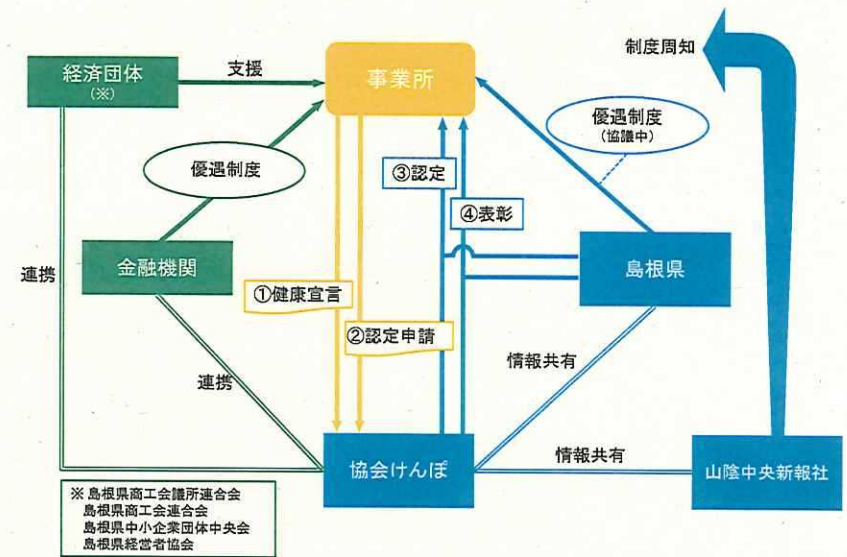 経済団体
(※)
支援
事業所
制度周知
優遇制度
(協議中)
優遇制度
③認定
④表彰
金融機関
島根県
連携
①健康宣言
②認定申請
連携
情報共有
協会けんぽ
情報共有
山陰中央新報社
※ 島根県商工会議所連合会
島根県商工会連合会
島根県中小企業団体中央会
島根県経営者協会